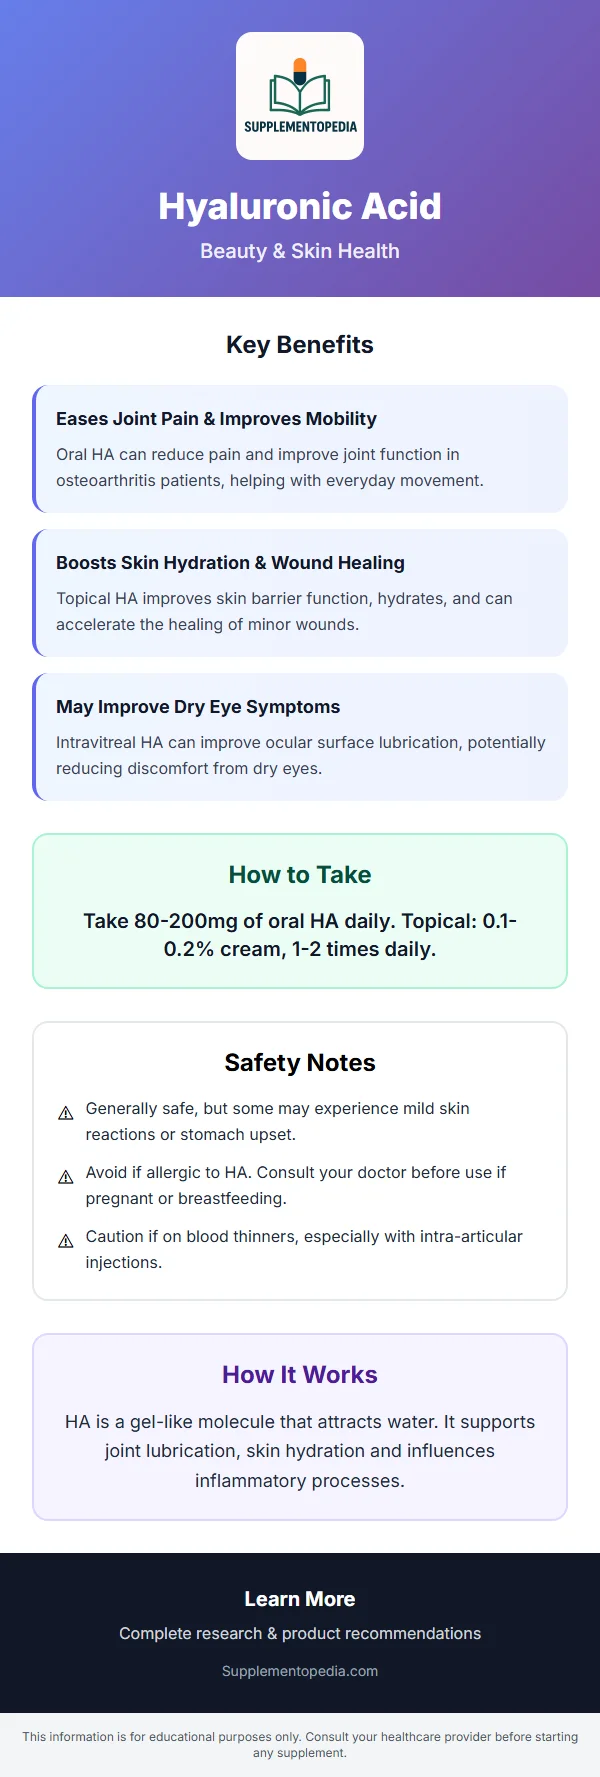 SUPPLEMENTOPEDIA
Hyaluronic Acid
Beauty & Skin Health
Key Benefits
Eases Joint Pain & Improves Mobility
Oral HA can reduce pain and improve joint function in
osteoarthritis patients, helping with everyday movement.
Boosts Skin Hydration & Wound Healing
Topical HA improves skin barrier function, hydrates, and can
accelerate the healing of minor wounds.
May Improve Dry Eye Symptoms
Intravitreal HA can improve ocular surface lubrication, potentially
reducing discomfort from dry eyes.
How to Take
Take 80-200mg of oral HA daily. Topical: 0.1-
0.2% cream, 1-2 times daily.
Safety Notes
⚠ Generally safe, but some may experience mild skin
reactions or stomach upset.
⚠ Avoid if allergic to HA. Consult your doctor before use if
pregnant or breastfeeding.
⚠ Caution if on blood thinners, especially with intra-articular
injections.
How It Works
HA is a gel-like molecule that attracts water. It supports
joint lubrication, skin hydration and influences
inflammatory processes.
Learn More
Complete research & product recommendations
Supplementopedia.com
This information is for educational purposes only. Consult your healthcare provider before starting
any supplement.